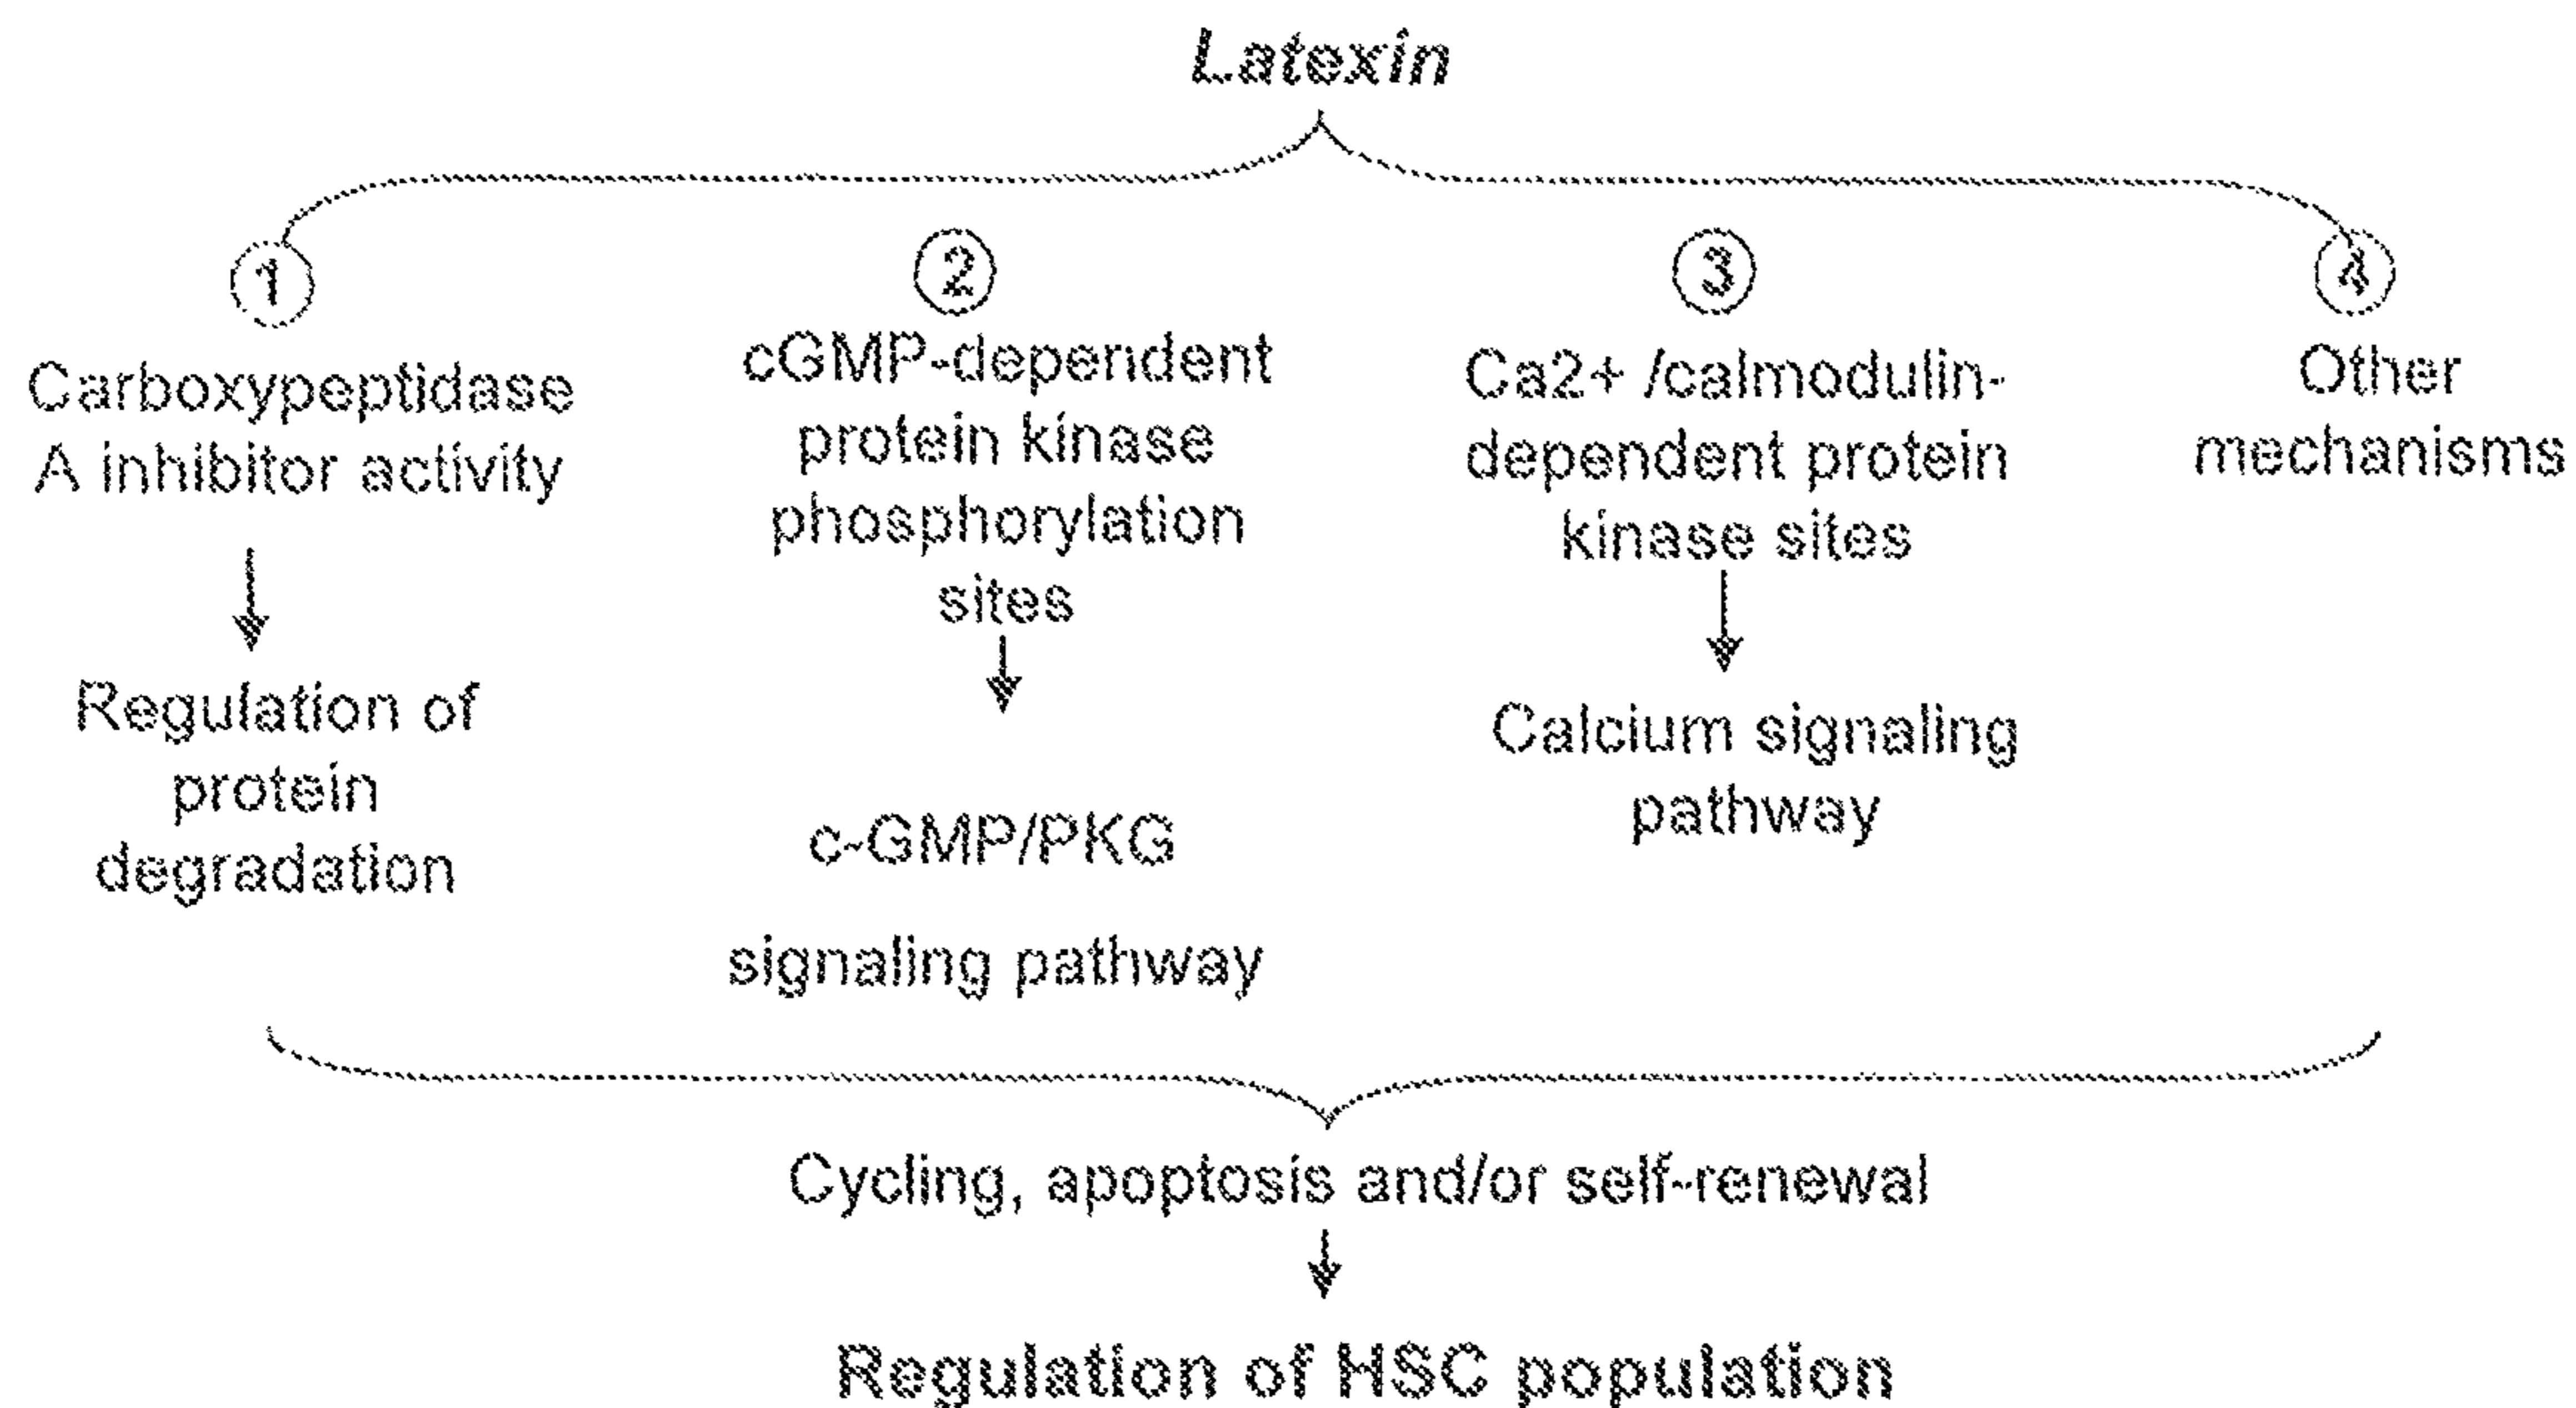 Latexin
1
Carboxypeptidase
A inhibitor activity
Regulation of
protein
degradation
2
cGMP-dependent
protein kinase
phosphorylation
sites
c-GMP/PKG
signaling pathway
3
Ca2+ /calmodulin-
dependent protein
kinase sites
Calcium signaling
pathway
4
Other
mechanisms
Cycling, apoptosis and/or self-renewal
Regulation of HSC population